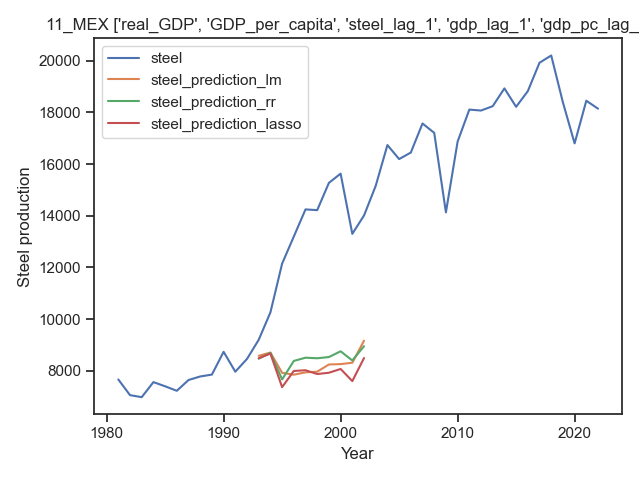 11_MEX ['real_GDP', 'GDP_per_capita', 'steel_lag_1', 'gdp_lag_1', 'gdp_pc_lag_
steel
steel_prediction_lm
steel_prediction_rr
steel_prediction_lasso
Steel production
20000
18000
16000
14000
12000
10000
8000
1980
1990
2000
2010
2020
Year